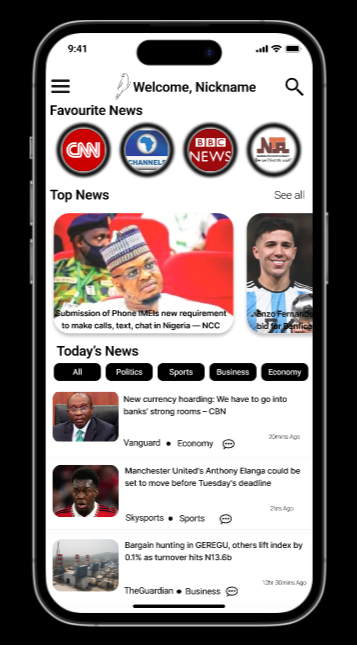 9:41
Welcome, Nickname
Favourite News
CNN
CHANNELS
BBC
NEWS
Top News
See all
Submission of Phone IMEIs new requirement
to make calls, text, chat in Nigeria — NCC
Enzo Fernand
bid for Benfica
Today's News
All
Politics
Sports
Business
Economy
New currency hoarding: We have to go into
banks' strong rooms – CBN
Vanguard • Economy
20mins Ago
Manchester United's Anthony Elanga could be
set to move before Tuesday's deadline
Skysports • Sports
2hrs Ago
Bargain hunting in GEREGU, others lift index by
0.1% as turnover hits N13.6b
TheGuardian • Business
12hr 30mins Ago